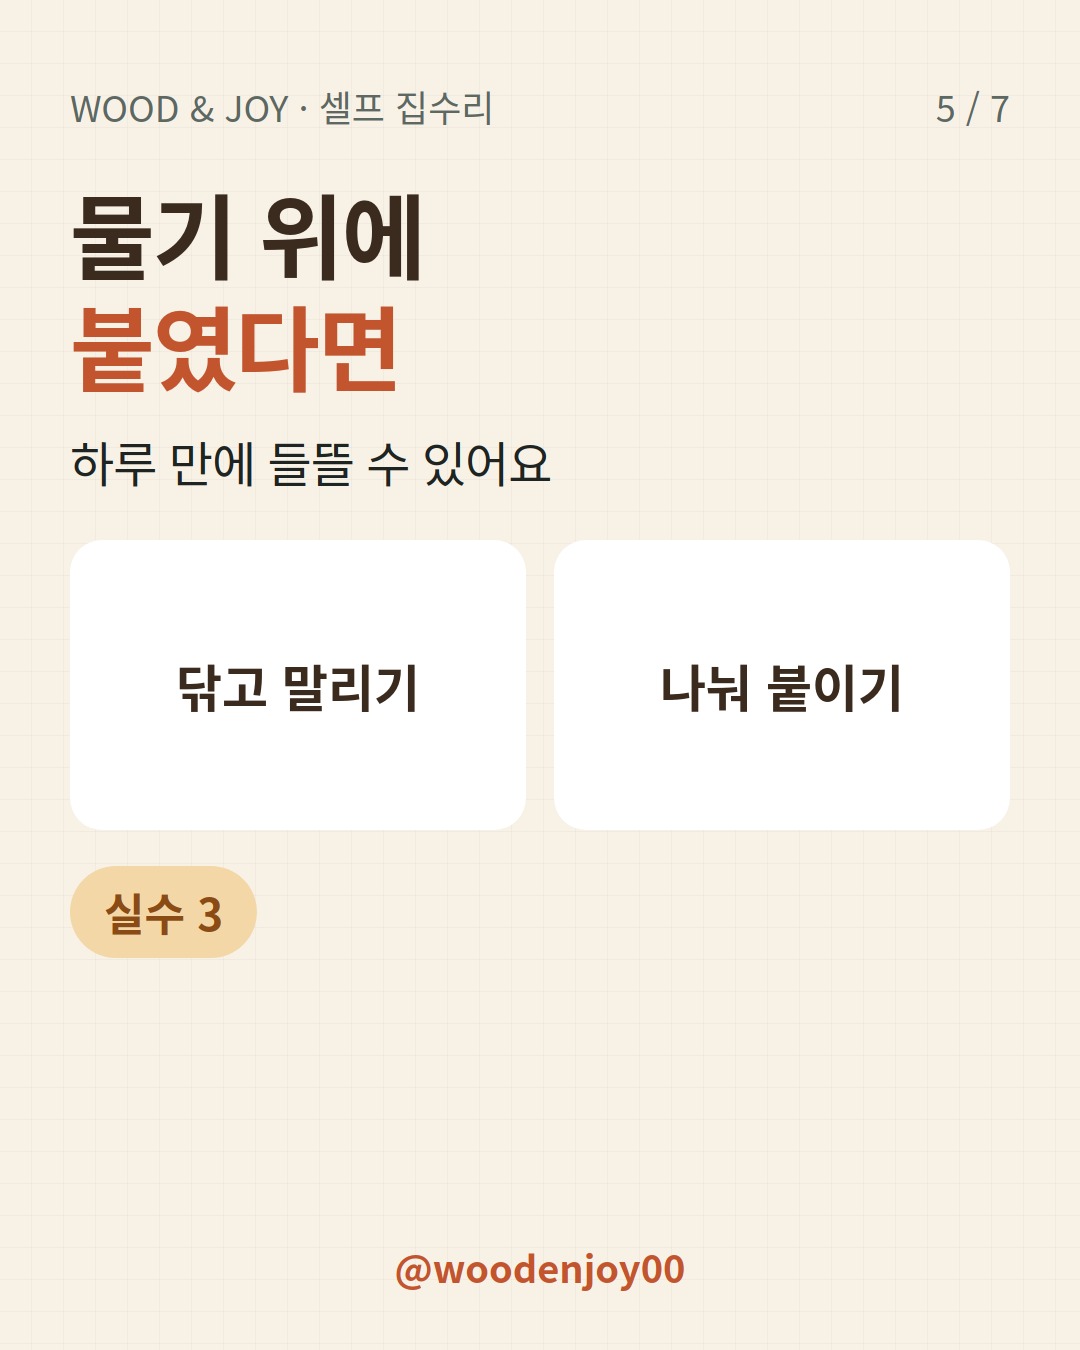 WOOD & JOY · 셀프 집수리
5 / 7
물기 위에
붙였다면
하루 만에 들뜰 수 있어요
닦고 말리기
나눠 붙이기
실수 3
@woodenjoy00